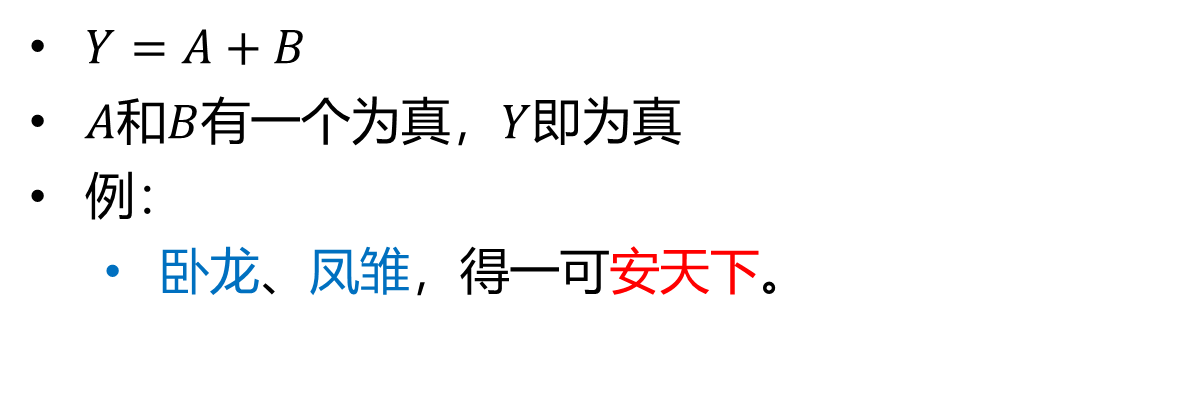 • Y = A + B
• A和B有一个为真，Y即为真
• 例：
• 卧龙、凤雏，得一可安天下。